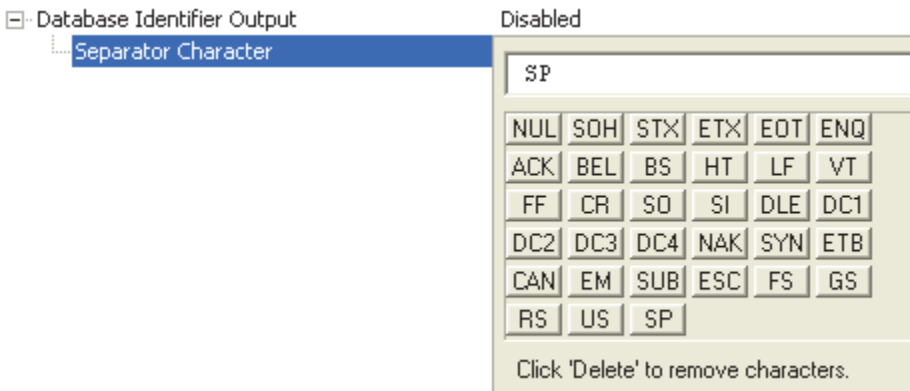 Database Identifier Output Disabled
Separator Character
SP
NUL SOH STX ETX EOT ENQ
ACK BEL BS HT LF VT
FF CR SO SI DLE DC1
DC2 DC3 DC4 NAK SYN ETB
CAN EM SUB ESC FS GS
RS US SP
Click 'Delete' to remove characters.